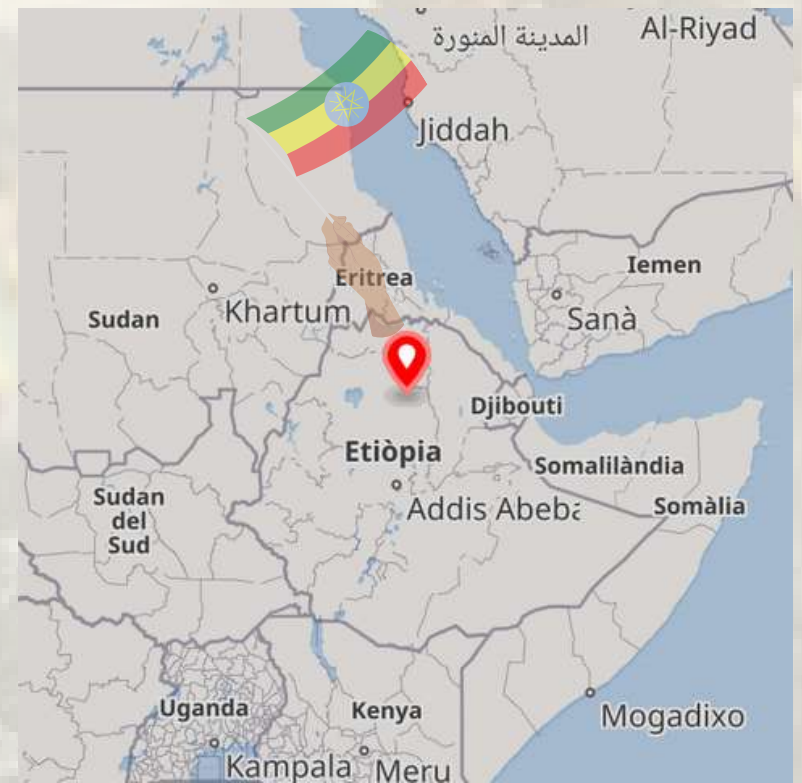 المدينة المنورة
Al-Riyad
Jiddah
Eritrea
Iemen
Sudan
Khartum
Sanà
Djibouti
Etiòpia
Somalilàndia
Addis Abeba
Somàlia
Sudan
del
Sud
Uganda
Kenya
Mogadixo
Kampala
Meru